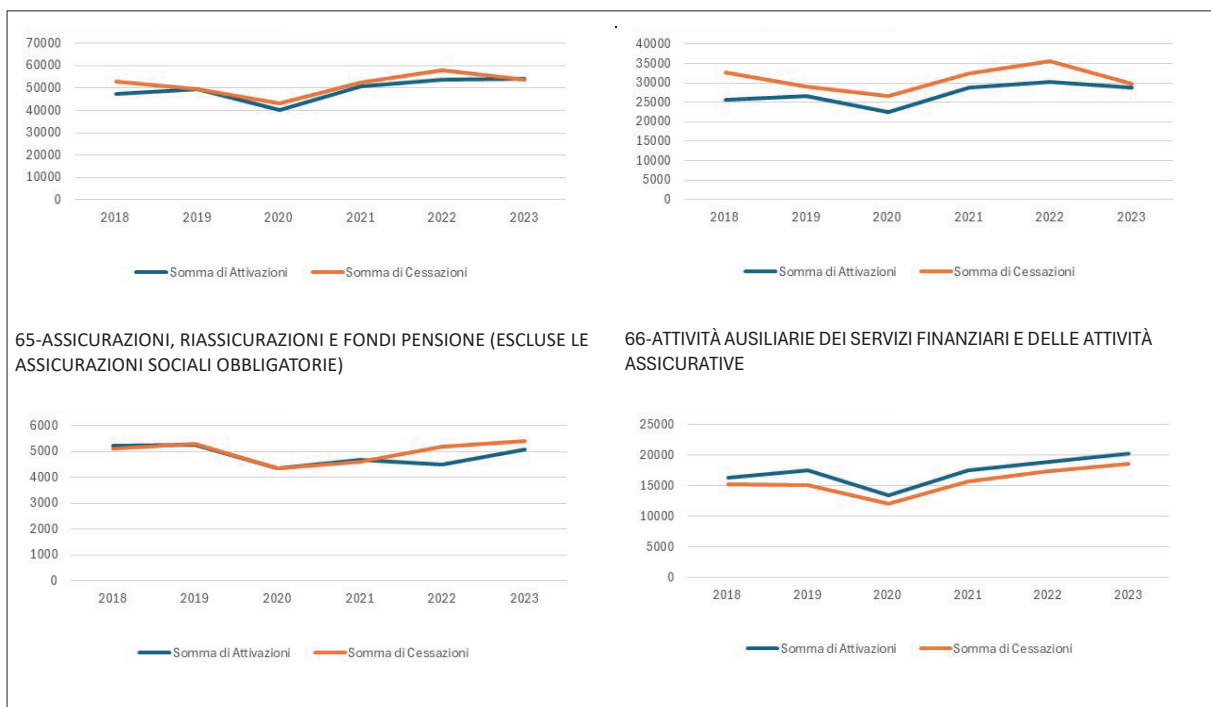 70000
60000
50000
40000
30000
20000
10000
0
2018 2019 2020 2021 2022 2023
Somma di Attivazioni Somma di Cessazioni
40000
35000
30000
25000
20000
15000
10000
5000
0
2018 2019 2020 2021 2022 2023
Somma di Attivazioni Somma di Cessazioni
65-ASSICURAZIONI, RIASSICURAZIONI E FONDI PENSIONE (ESCLUSE LE
ASSICURAZIONI SOCIALI OBBLIGATORIE)
6000
5000
4000
3000
2000
1000
0
2018 2019 2020 2021 2022 2023
Somma di Attivazioni Somma di Cessazioni
66-ATTIVITÀ AUSILIARIE DEI SERVIZI FINANZIARI E DELLE ATTIVITÀ
ASSICURATIVE
25000
20000
15000
10000
5000
0
2018 2019 2020 2021 2022 2023
Somma di Attivazioni Somma di Cessazioni